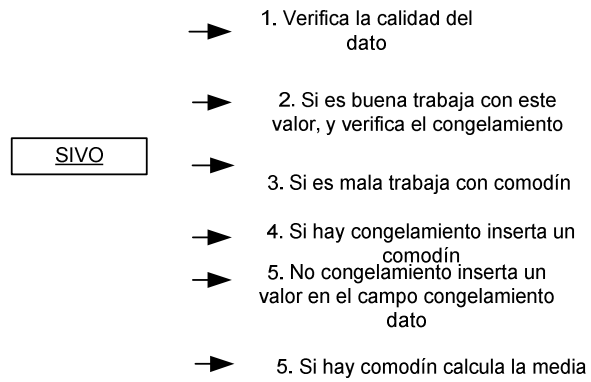 1. Verifica la calidad del
dato
2. Si es buena trabaja con este
valor, y verifica el congelamiento
SIVO
3. Si es mala trabaja con comodín
4. Si hay congelamiento inserta un
comodín
5. No congelamiento inserta un
valor en el campo congelamiento
dato
5. Si hay comodín calcula la media